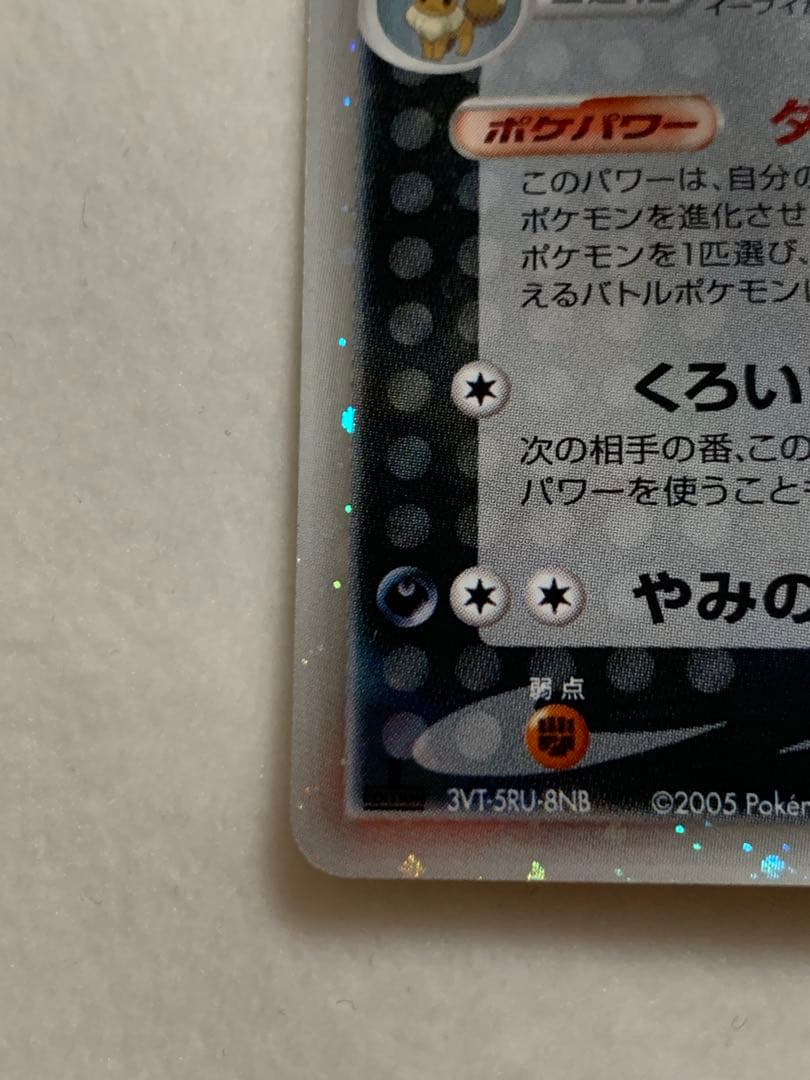 ポケパワー
このパワーは、自分の
ポケモンを進化させ
ポケモンを1匹選び、
えるバトルポケモン
くろい
次の相手の番、この
パワーを使うこと
やみの
弱点
3VT-5RU-8NB ©2005 Pokém